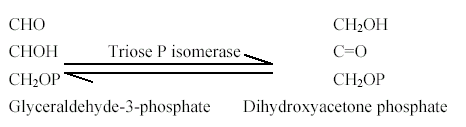 CHO CH₂OH
CHOH Triose P isomerase C=O
CH₂OP CH₂OP
Glyceraldehyde-3-phosphate Dihydroxyacetone phosphate